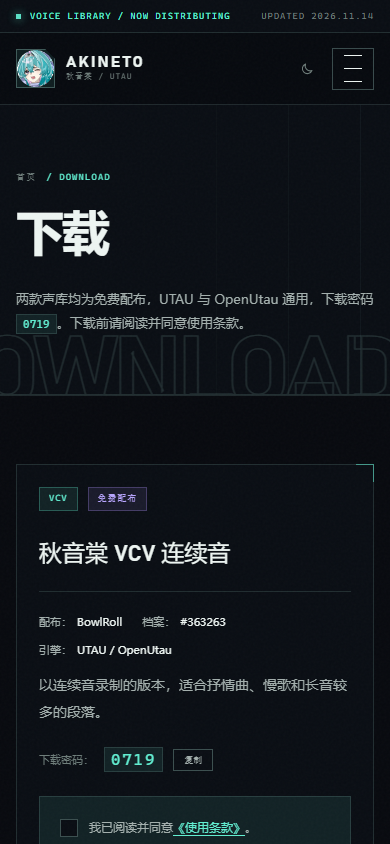 VOICE LIBRARY / NOW DISTRIBUTING
UPDATED 2026.11.14
AKINETO
秋音棠 / UTAU
首页 / DOWNLOAD
下载
两款声库均为免费配布，UTAU 与 OpenUtau 通用，下载密码
0719。下载前请阅读并同意使用条款。
DOWNLOAD
VCV 免费配布
秋音棠 VCV 连续音
配布： BowlRoll 档案： #363263
引擎： UTAU / OpenUtau
以连续音录制的版本，适合抒情曲、慢歌和长音较
多的段落。
下载密码： 0719 复制
我已阅读并同意《使用条款》。